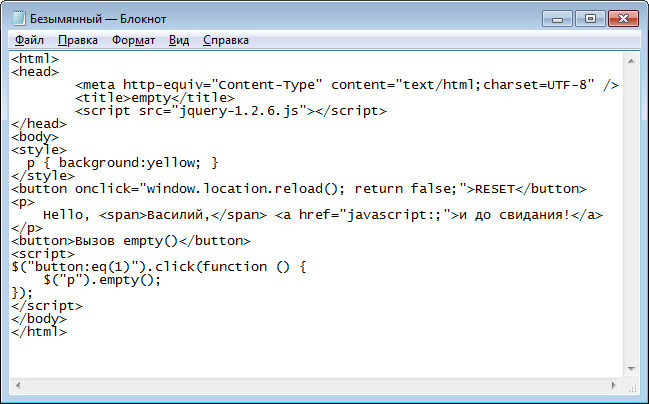 Безымянный — Блокнот
Файл Правка Формат Вид Справка
<html>
<head>
        <meta http-equiv="Content-Type" content="text/html;charset=UTF-8" />
        <title>empty</title>
        <script src="jquery-1.2.6.js"></script>
</head>
<body>
<style>
  p { background:yellow; }
</style>
<button onclick="window.location.reload(); return false;">RESET</button>
<p>
    Hello, <span>Василий,</span> <a href="javascript:;">и до свидания!</a>
</p>
<button>Вызов empty()</button>
<script>
$("button:eq(1)").click(function () {
    $("p").empty();
});
</script>
</body>
</html>